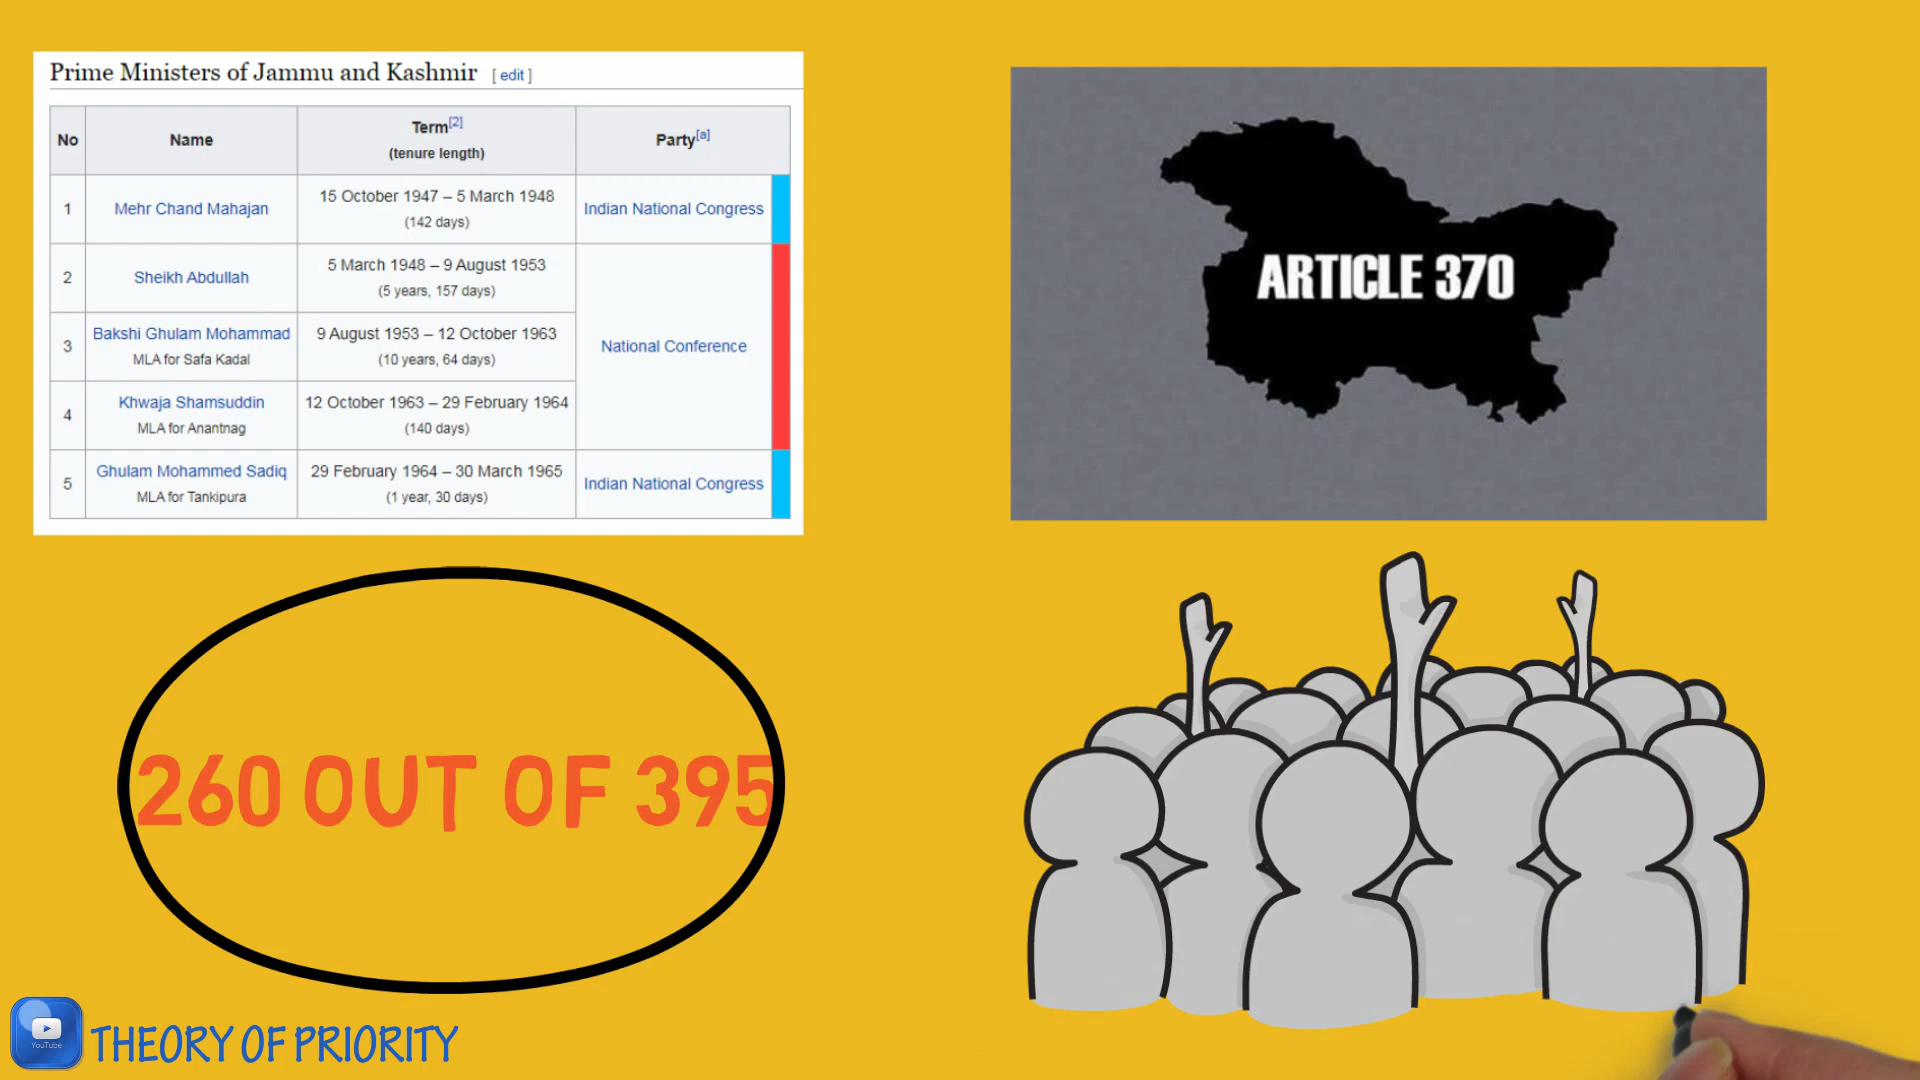 Prime Ministers of Jammu and Kashmir [ edit ]
No Name Term[2] (tenure length) Party[a]
1 Mehr Chand Mahajan 15 October 1947 – 5 March 1948 (142 days) Indian National Congress
2 Sheikh Abdullah 5 March 1948 – 9 August 1953 (5 years, 157 days)
3 Bakshi Ghulam Mohammad MLA for Safa Kadal 9 August 1953 – 12 October 1963 (10 years, 64 days) National Conference
4 Khwaja Shamsuddin MLA for Anantnag 12 October 1963 – 29 February 1964 (140 days)
5 Ghulam Mohammed Sadiq MLA for Tankipura 29 February 1964 – 30 March 1965 (1 year, 30 days) Indian National Congress
ARTICLE 370
260 OUT OF 395
YouTube
THEORY OF PRIORITY